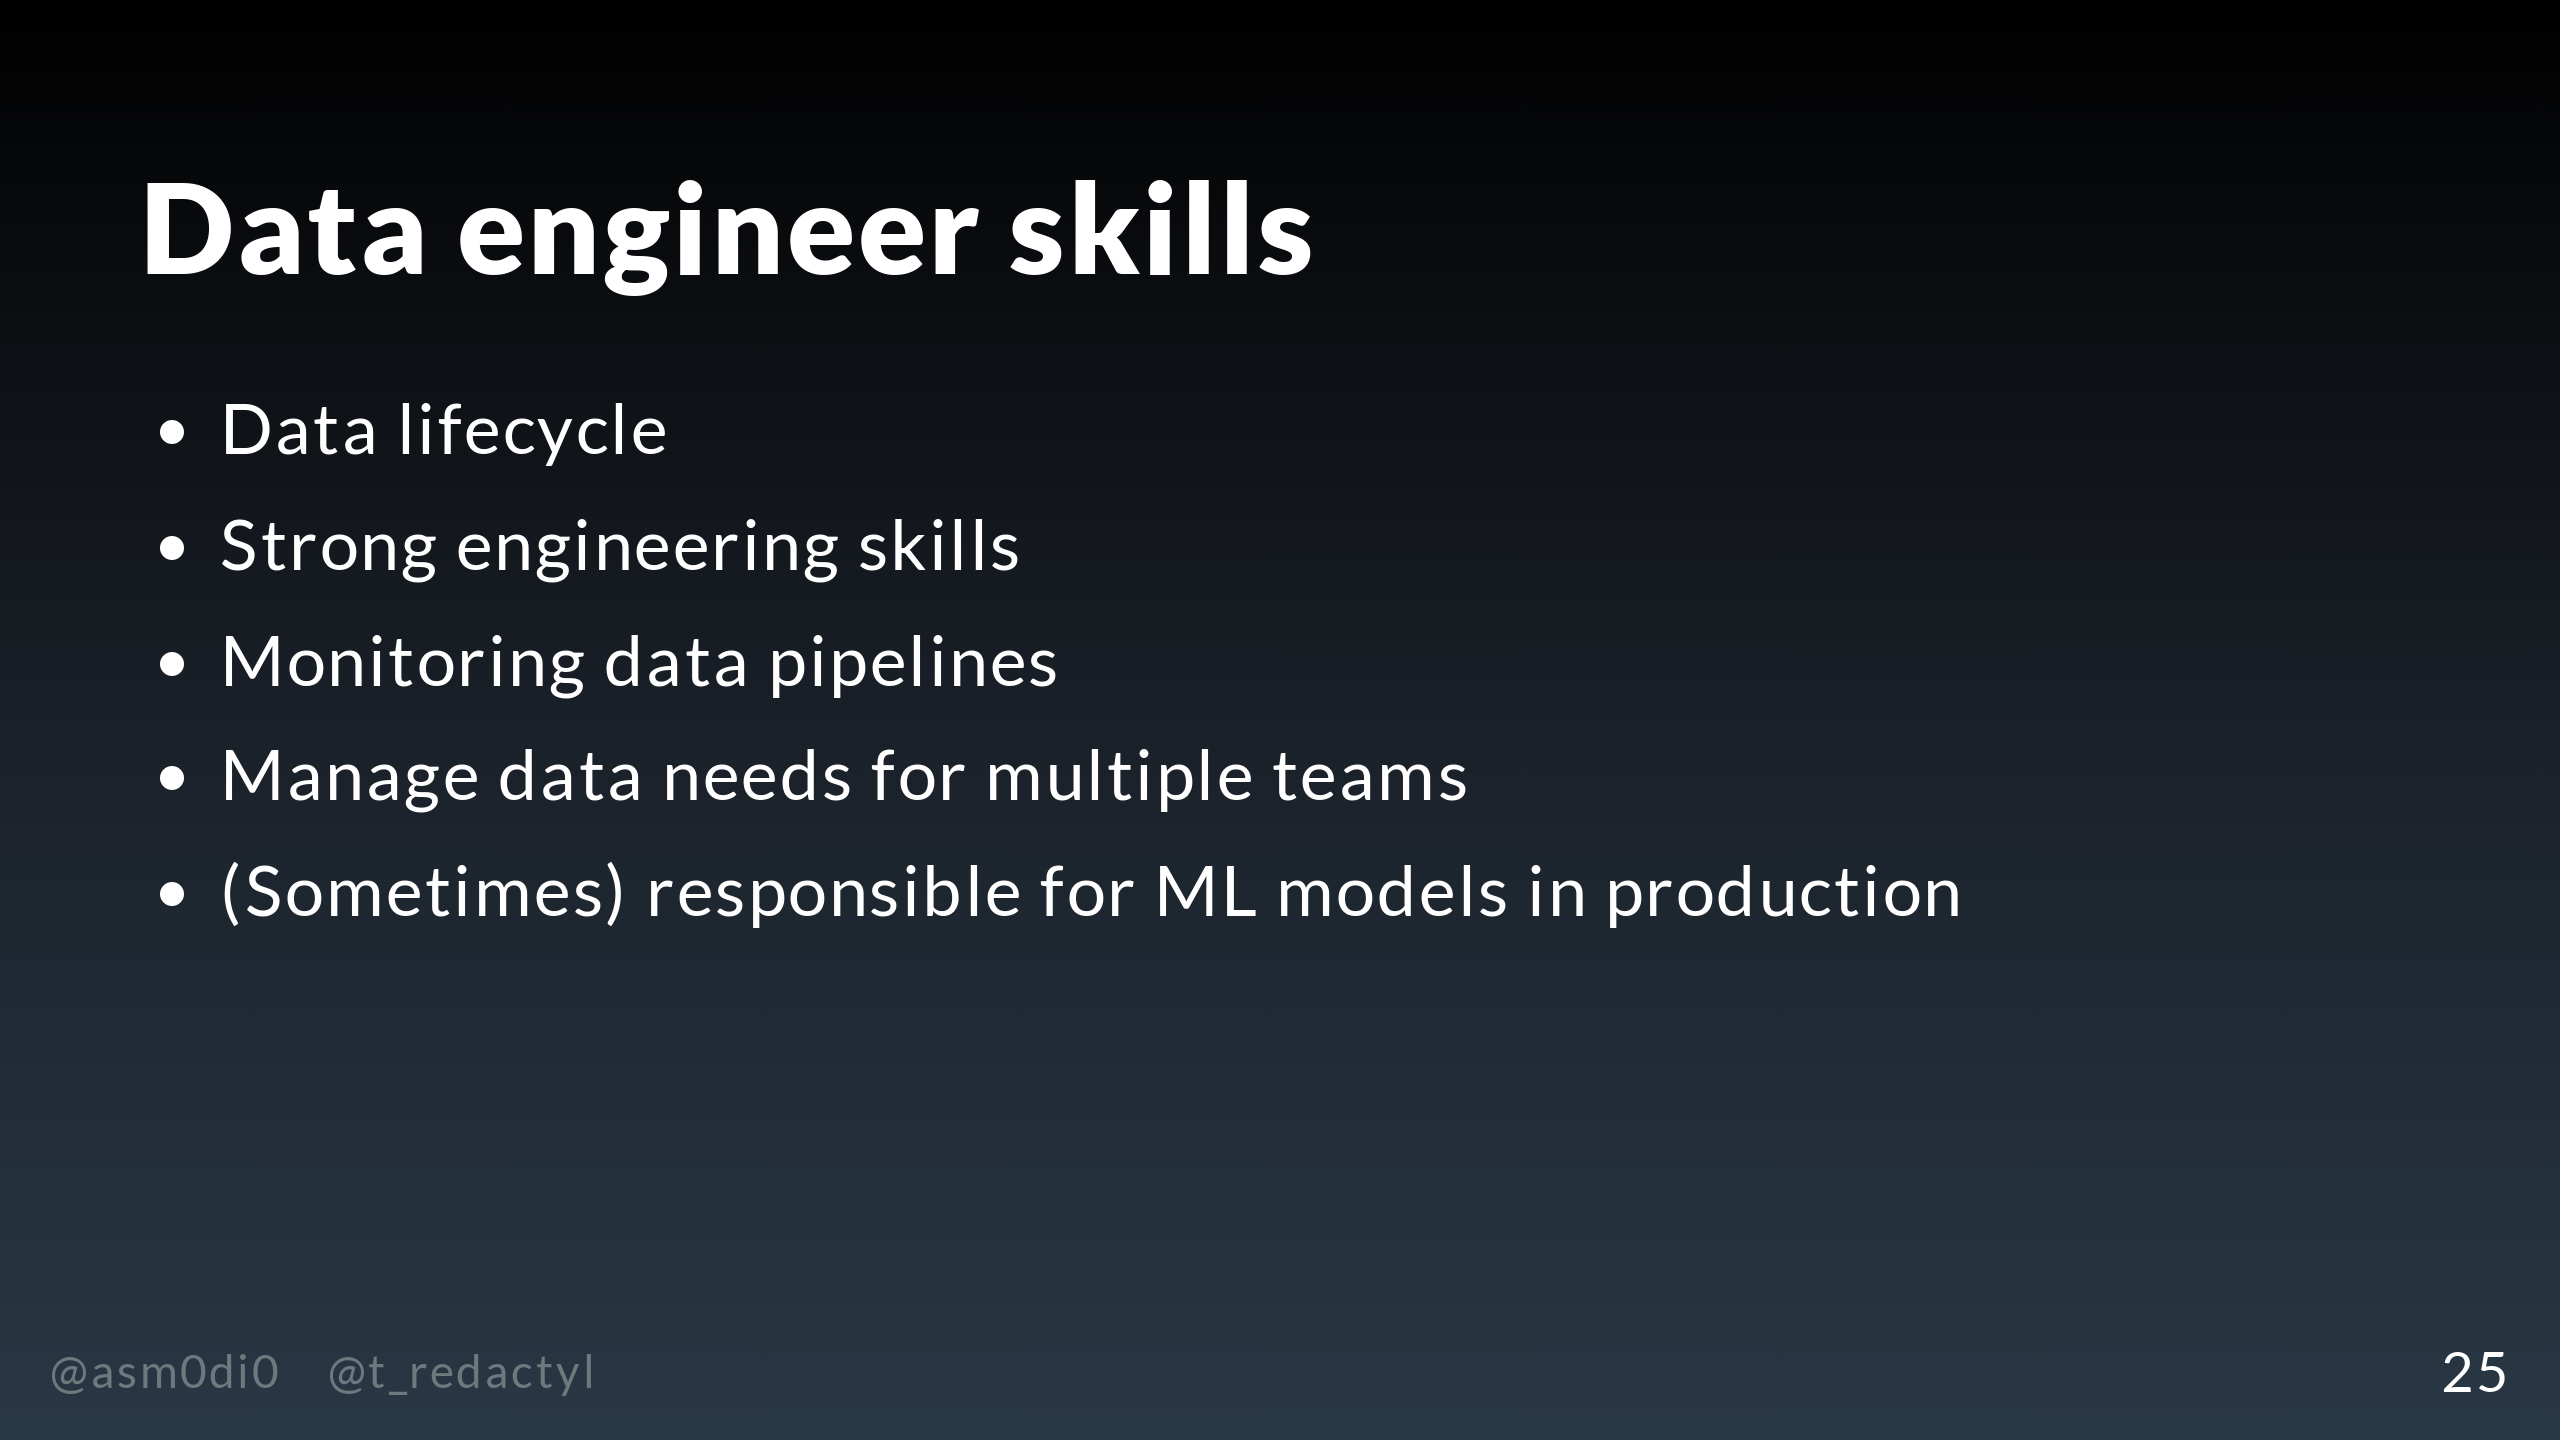 Data engineer skills
• Data lifecycle
• Strong engineering skills
• Monitoring data pipelines
• Manage data needs for multiple teams
• (Sometimes) responsible for ML models in production
@asm0di0 @t_redactyl
25